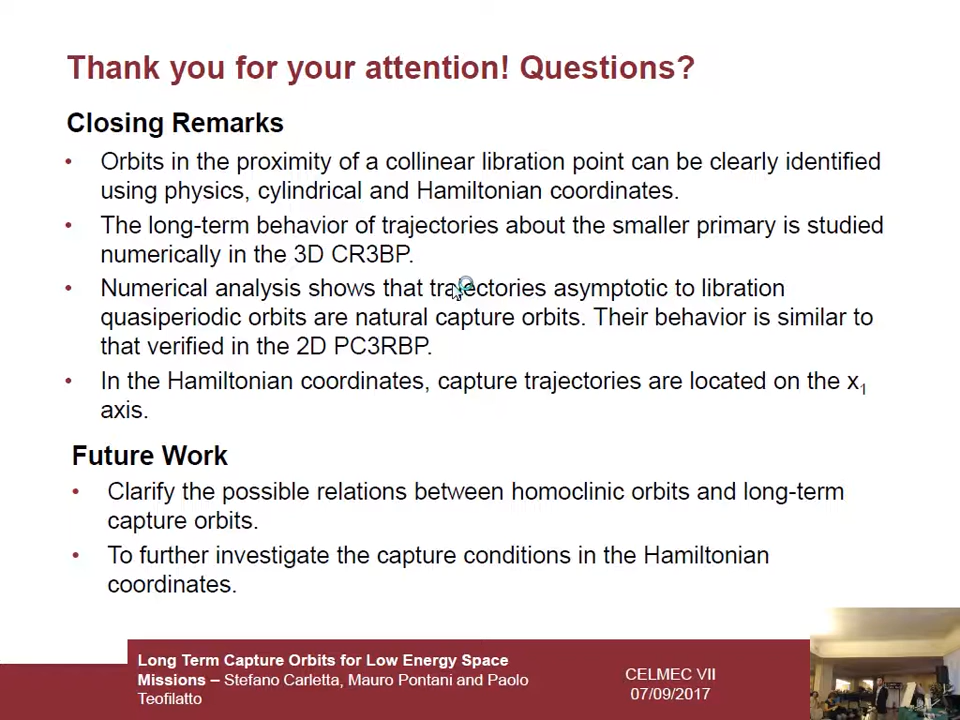 Thank you for your attention! Questions?
Closing Remarks
• Orbits in the proximity of a collinear libration point can be clearly identified
using physics, cylindrical and Hamiltonian coordinates.
• The long-term behavior of trajectories about the smaller primary is studied
numerically in the 3D CR3BP.
• Numerical analysis shows that trajectories asymptotic to libration
quasiperiodic orbits are natural capture orbits. Their behavior is similar to
that verified in the 2D PC3RBP.
• In the Hamiltonian coordinates, capture trajectories are located on the x₁
axis.
Future Work
• Clarify the possible relations between homoclinic orbits and long-term
capture orbits.
• To further investigate the capture conditions in the Hamiltonian
coordinates.
Long Term Capture Orbits for Low Energy Space
Missions – Stefano Carletta, Mauro Pontani and Paolo
Teofilatto
CELMEC VII
07/09/2017